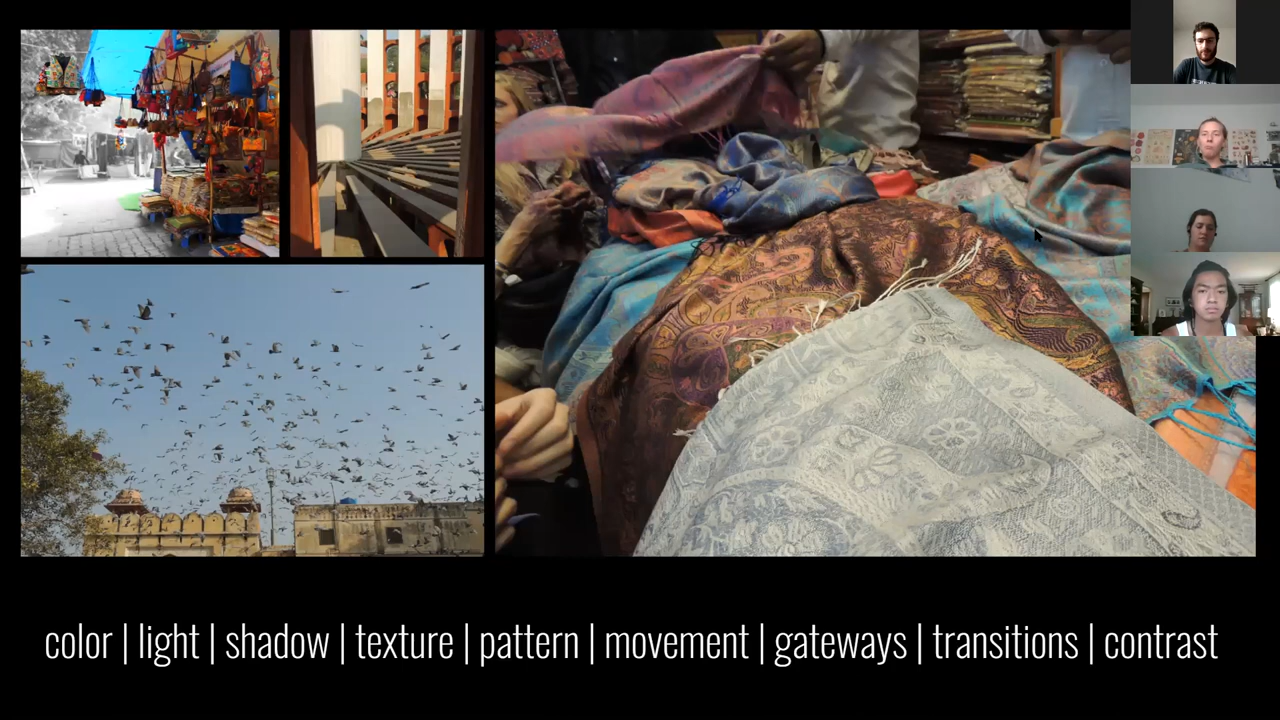 color | light | shadow | texture | pattern | movement | gateways | transitions | contrast